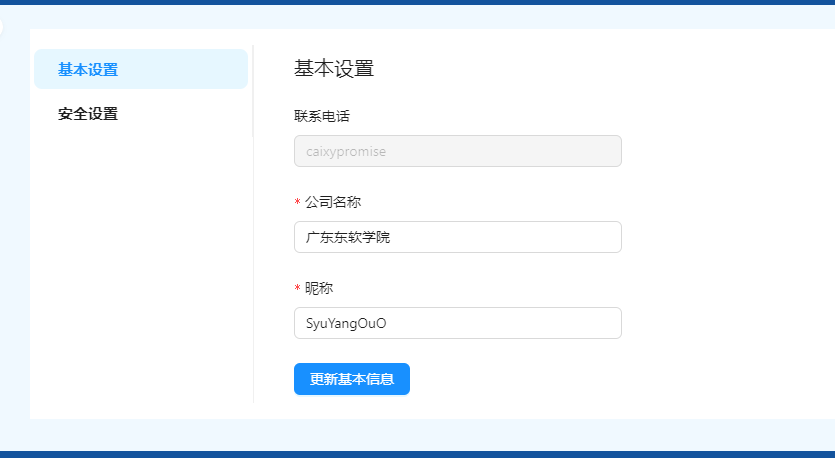 基本设置
安全设置
基本设置
联系电话
caixypromise
* 公司名称
广东东软学院
* 昵称
SyuYangOuO
更新基本信息